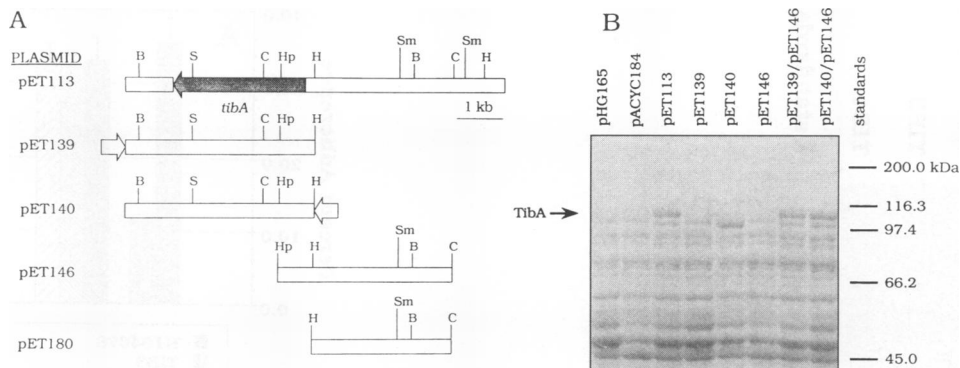 A
PLASMID
B S C Hp H Sm B C Sm H
pET113
tibA
1 kb
B S C Hp H
pET139
B S C Hp H
pET140
Hp H Sm B C
pET146
H Sm B C
pET180
B
pHG165
pACYC184
pET113
pET139
pET140
pET146
pET139/pET146
pET140/pET146
standards
TibA
200.0 kDa
116.3
97.4
66.2
45.0